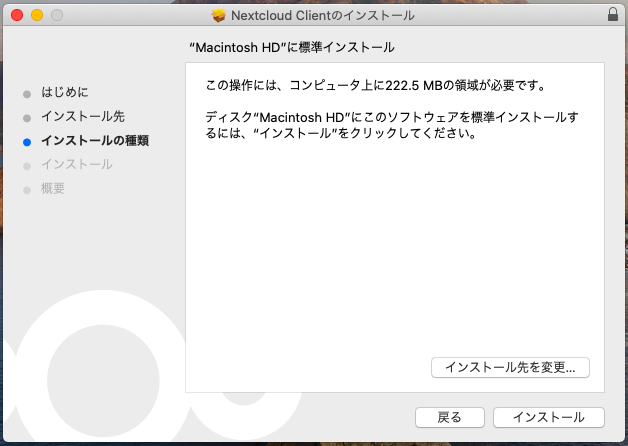 Nextcloud Clientのインストール
“Macintosh HD”に標準インストール
はじめに
インストール先
インストールの種類
インストール
概要
この操作には、コンピュータ上に222.5 MBの領域が必要です。
ディスク“Macintosh HD”にこのソフトウェアを標準インストールす
るには、“インストール”をクリックしてください。
インストール先を変更...
戻る
インストール